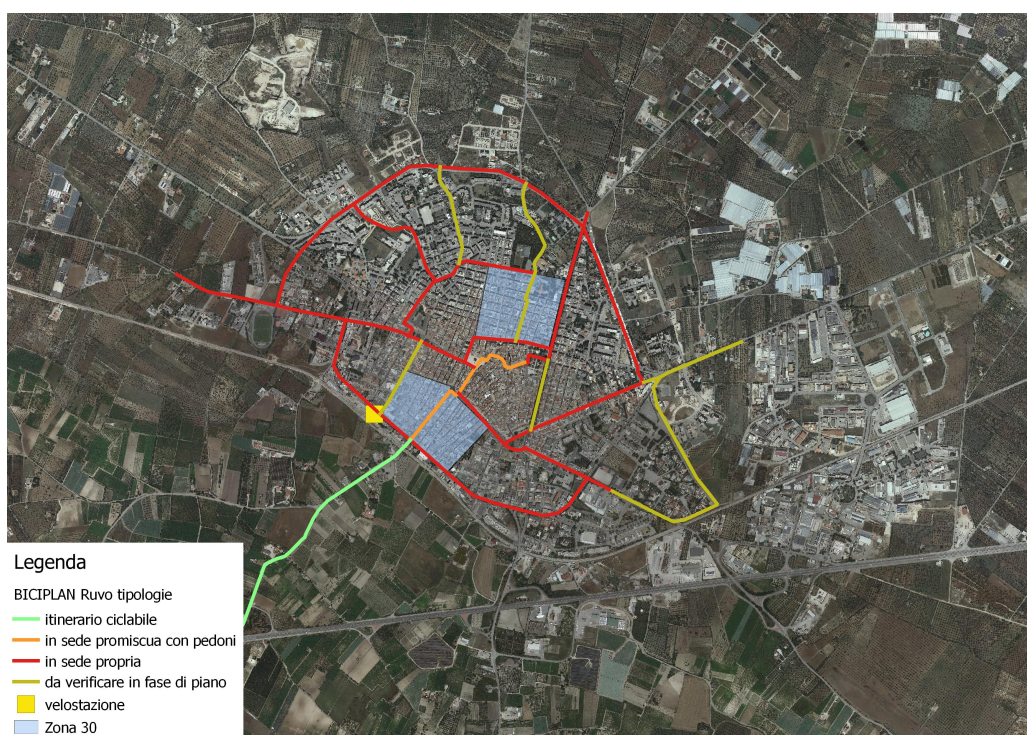 Legenda
BICIPLAN Ruvo tipologie
itinerario ciclabile
in sede promiscua con pedoni
in sede propria
da verificare in fase di piano
velostazione
Zona 30